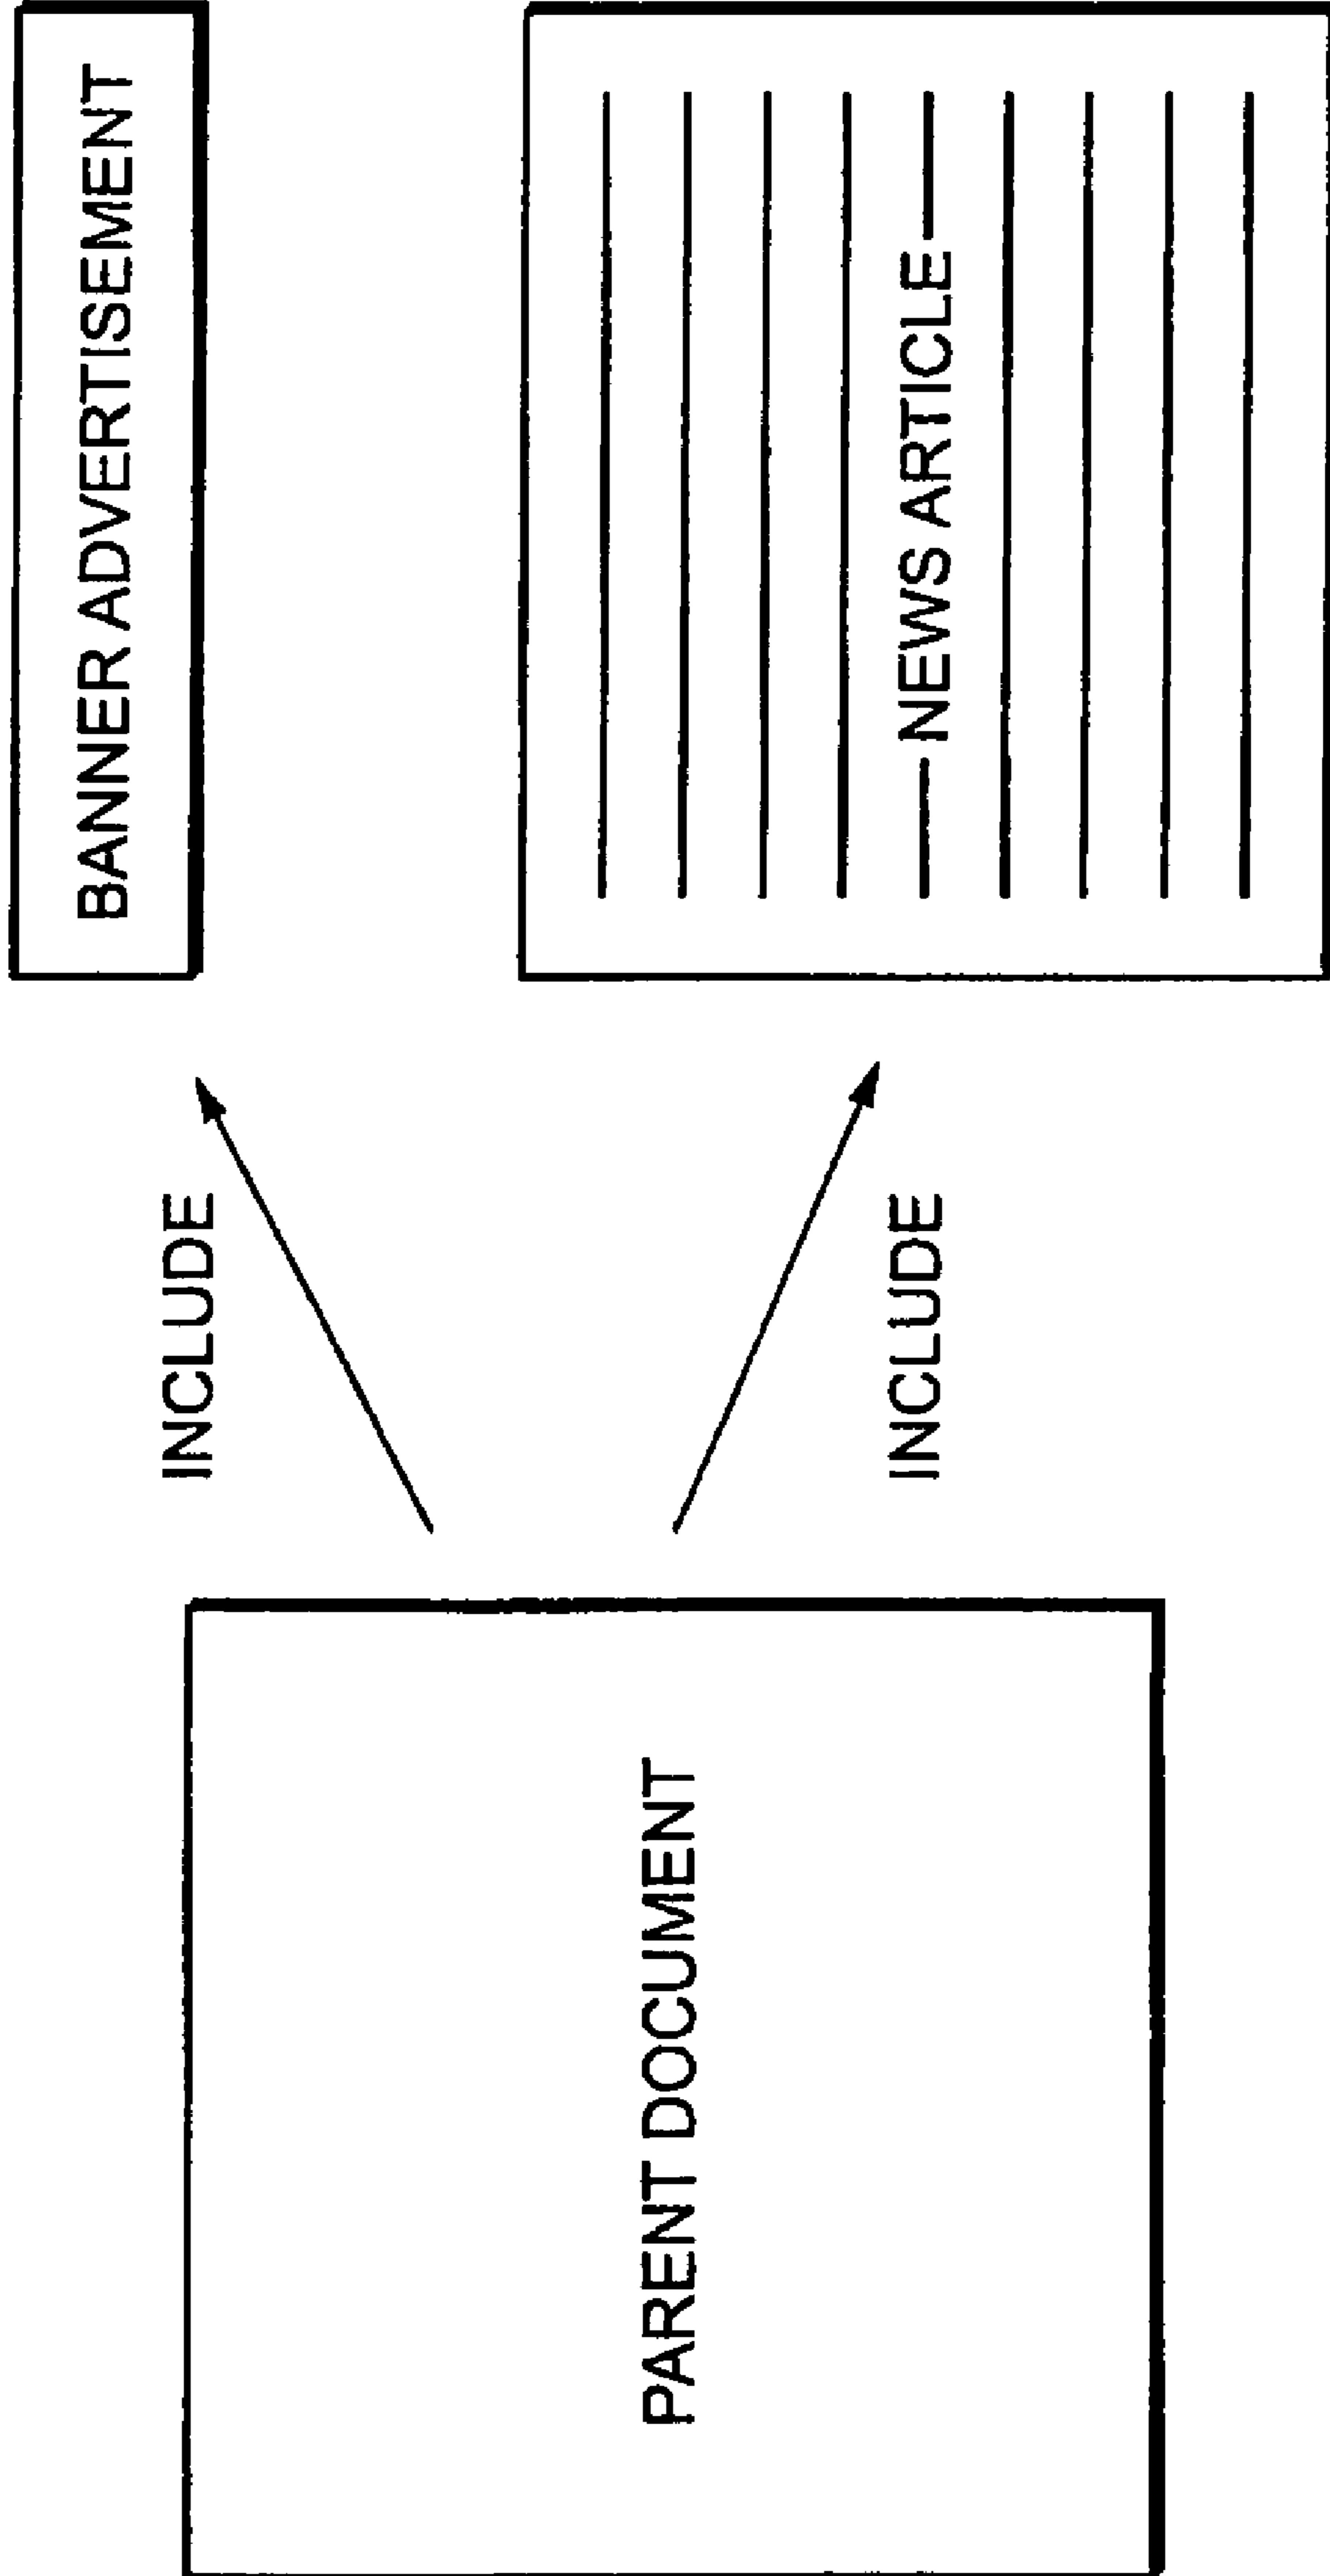 BANNER ADVERTISEMENT
INCLUDE
PARENT DOCUMENT
INCLUDE
NEWS ARTICLE